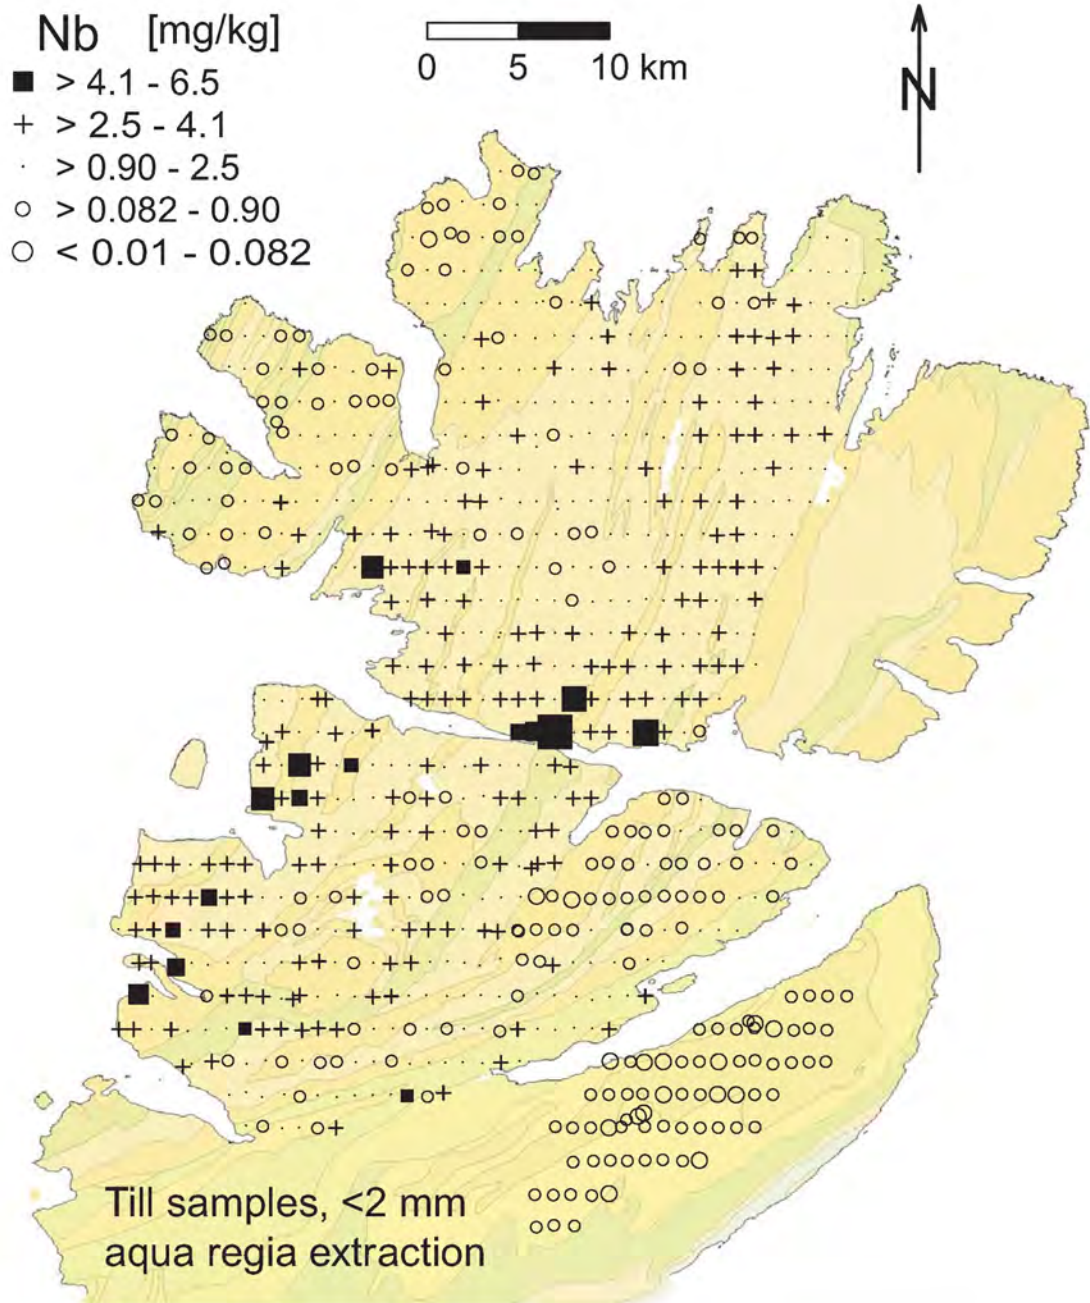 Nb [mg/kg]
> 4.1 - 6.5
> 2.5 - 4.1
> 0.90 - 2.5
> 0.082 - 0.90
< 0.01 - 0.082
0 5 10 km
N
Till samples, <2 mm
aqua regia extraction